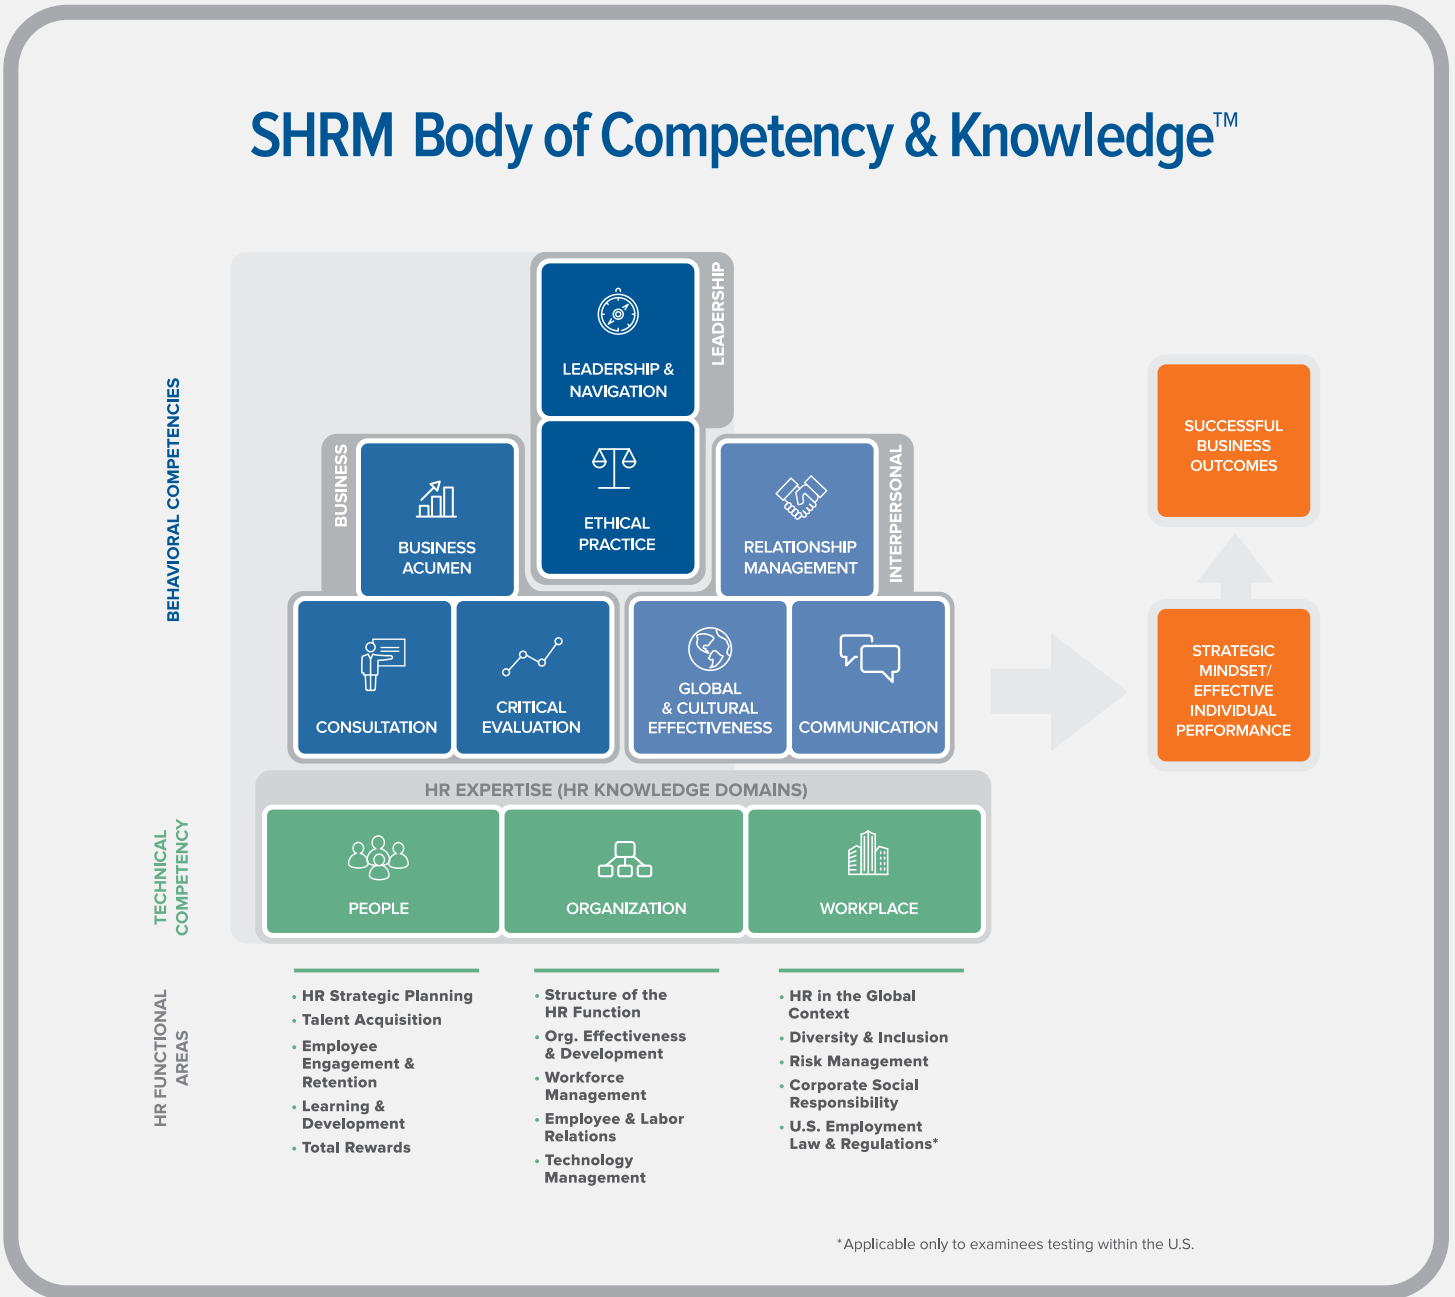 SHRM Body of Competency & Knowledge™
LEADERSHIP
LEADERSHIP &
NAVIGATION
BEHAVIORAL COMPETENCIES
BUSINESS
BUSINESS
ACUMEN
ETHICAL
PRACTICE
RELATIONSHIP
MANAGEMENT
INTERPERSONAL
CONSULTATION
CRITICAL
EVALUATION
GLOBAL
& CULTURAL
EFFECTIVENESS
COMMUNICATION
SUCCESSFUL
BUSINESS
OUTCOMES
STRATEGIC
MINDSET/
EFFECTIVE
INDIVIDUAL
PERFORMANCE
HR EXPERTISE (HR KNOWLEDGE DOMAINS)
TECHNICAL
COMPETENCY
PEOPLE
ORGANIZATION
WORKPLACE
HR FUNCTIONAL
AREAS
• HR Strategic Planning
• Talent Acquisition
• Employee
Engagement &
Retention
• Learning &
Development
• Total Rewards
• Structure of the
HR Function
• Org. Effectiveness
& Development
• Workforce
Management
• Employee & Labor
Relations
• Technology
Management
• HR in the Global
Context
• Diversity & Inclusion
• Risk Management
• Corporate Social
Responsibility
• U.S. Employment
Law & Regulations*
*Applicable only to examinees testing within the U.S.